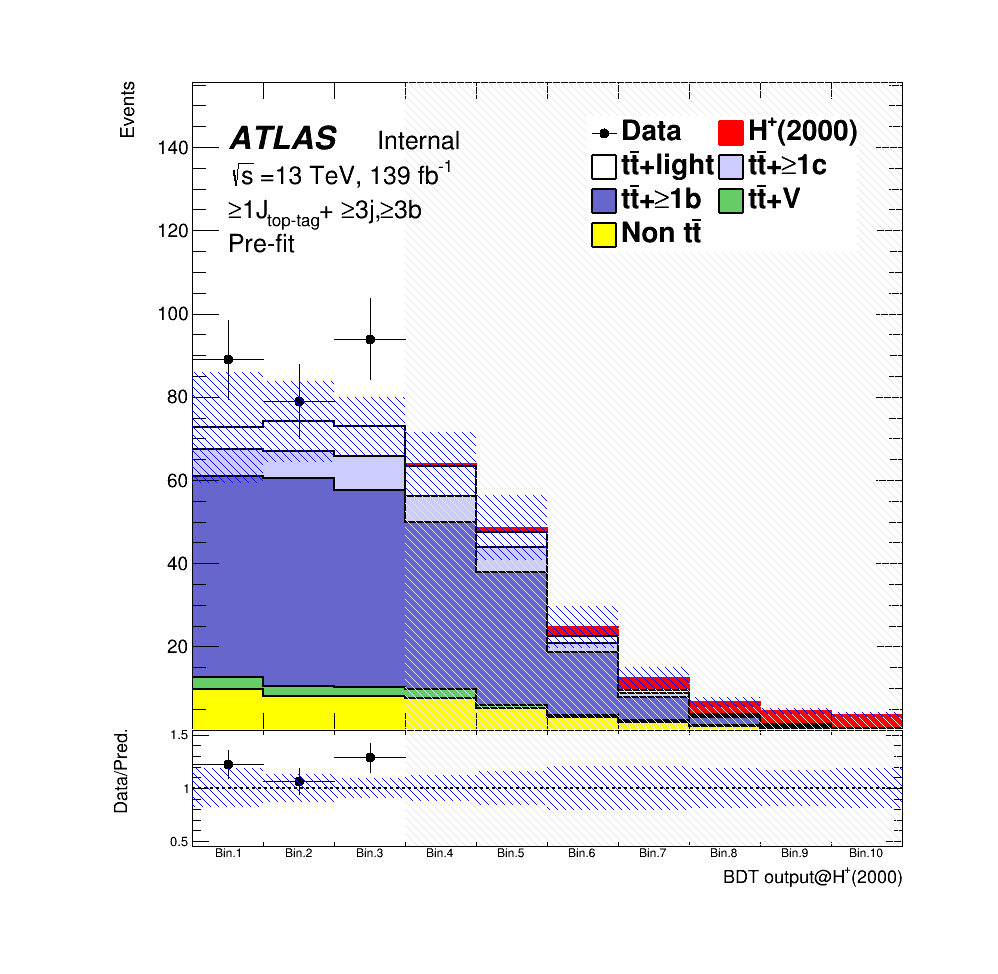 Events
140
120
100
80
60
40
20
ATLAS Internal
√s =13 TeV, 139 fb⁻¹
≥1J_top-tag+ ≥3j,≥3b
Pre-fit
Data H⁺(2000)
tt̄+light tt̄+≥1c
tt̄+≥1b tt̄+V
Non tt̄
Data/Pred.
1.5
1
0.5
Bin.1 Bin.2 Bin.3 Bin.4 Bin.5 Bin.6 Bin.7 Bin.8 Bin.9 Bin.10
BDT output@H⁺(2000)